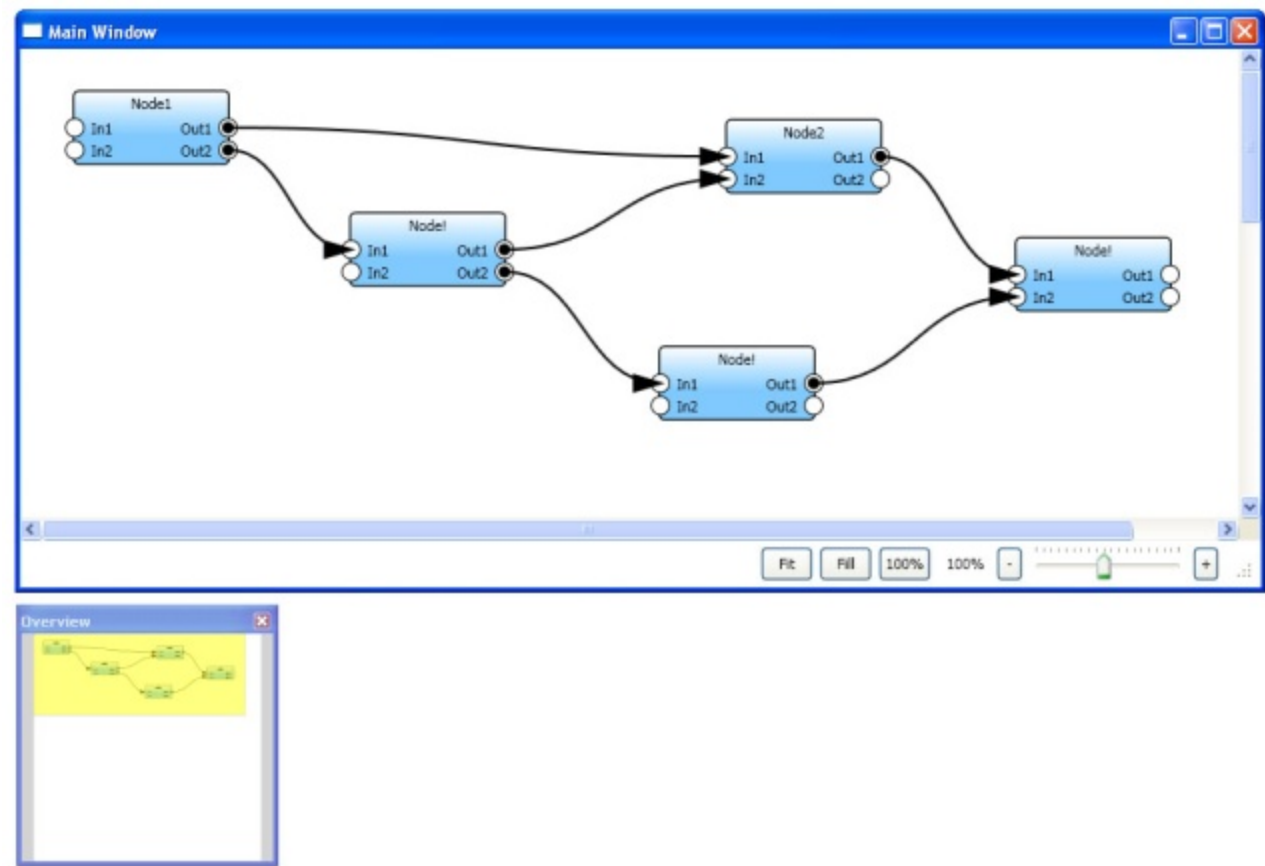 Main Window
Node1
In1 Out1
In2 Out2
Node2
In1 Out1
In2 Out2
Node!
In1 Out1
In2 Out2
Node!
In1 Out1
In2 Out2
Node!
In1 Out1
In2 Out2
Fit Fill 100% 100% - +
Overview